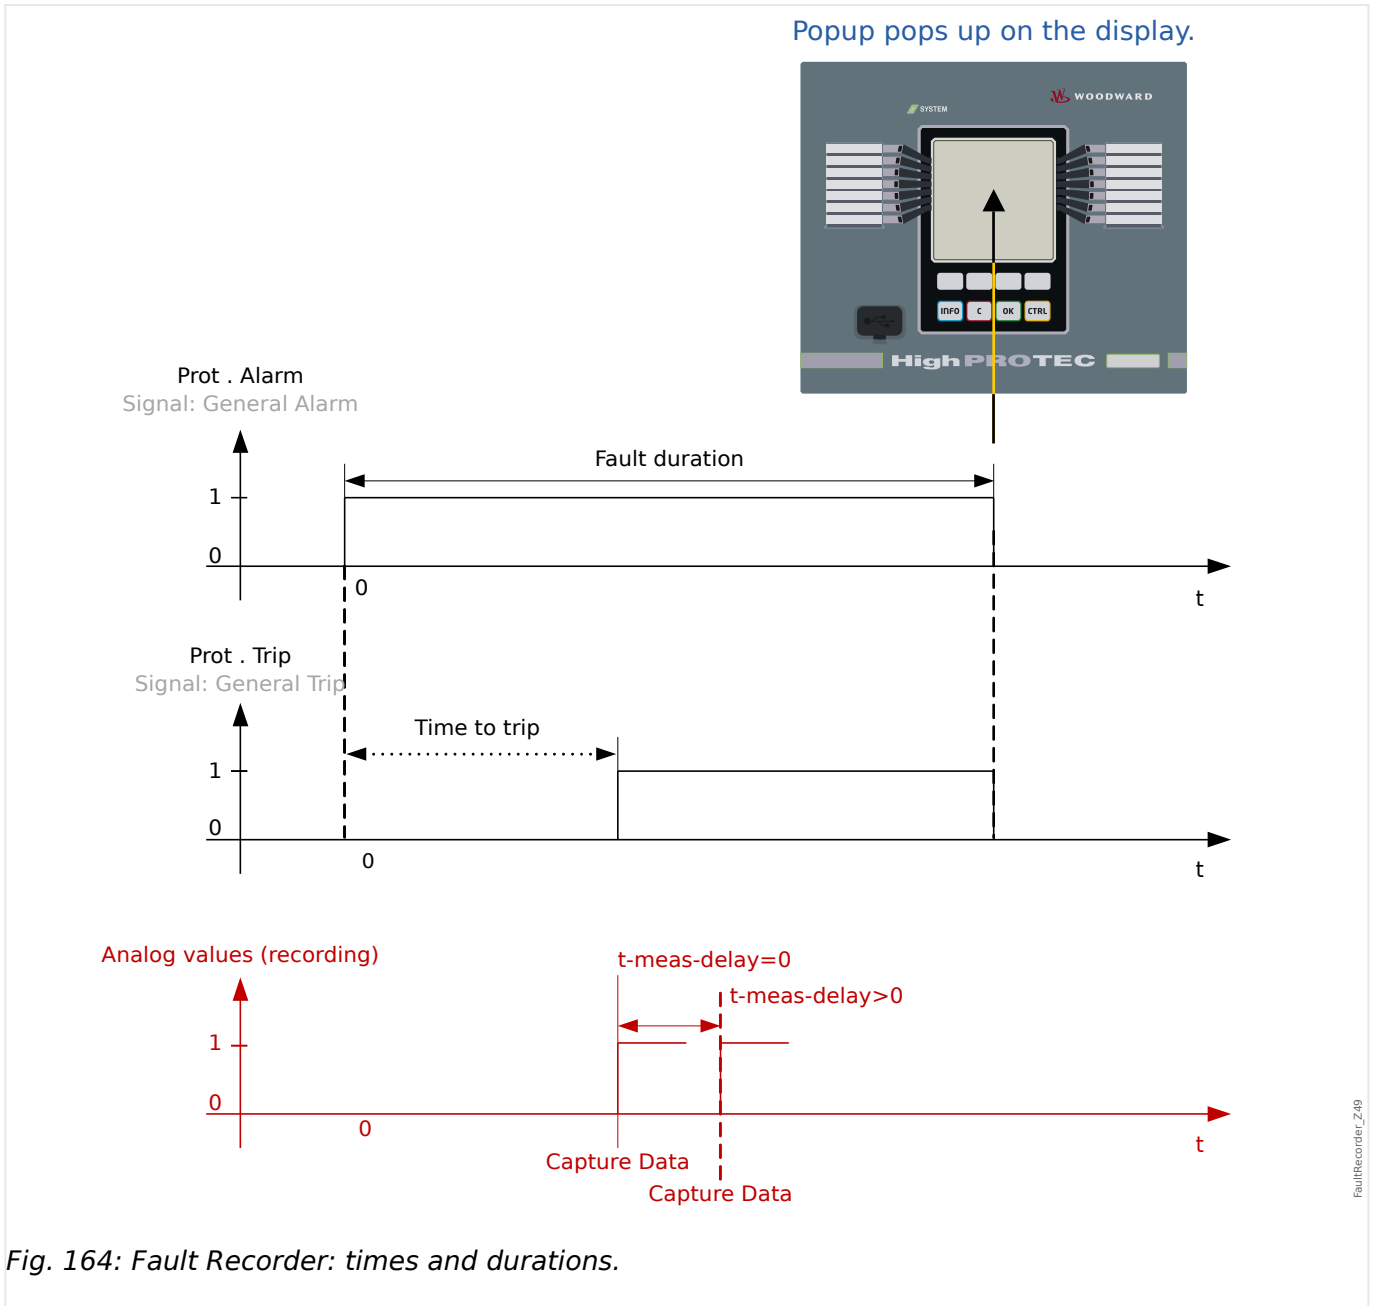 Popup pops up on the display.
WOODWARD
SYSTEM
INFO C OK CTRL
HighPROTEC
Prot . Alarm
Signal: General Alarm
Fault duration
1
0
0
t
Prot . Trip
Signal: General Trip
Time to trip
1
0
0
t
Analog values (recording)
t-meas-delay=0
t-meas-delay>0
1
0
0
t
Capture Data
Capture Data
FaultRecorder_Z49
Fig. 164: Fault Recorder: times and durations.